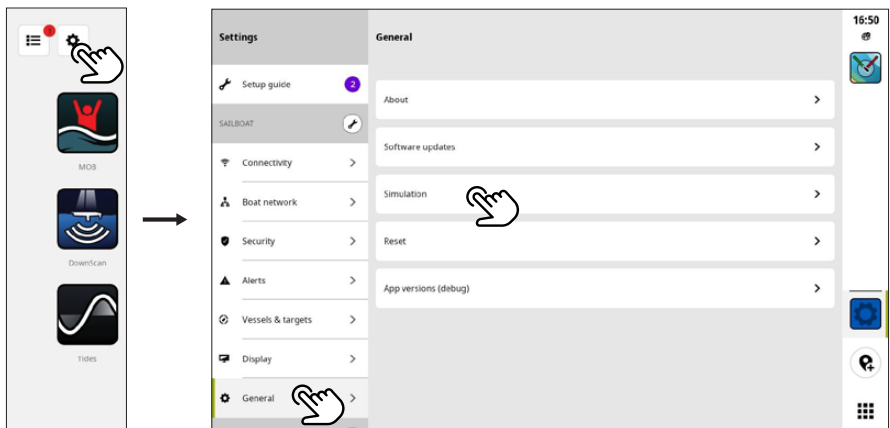 1
MOB
DownScan
Tides
Settings
Setup guide
2
SAILBOAT
Connectivity
Boat network
Security
Alerts
Vessels & targets
Display
General
General
About
Software updates
Simulation
Reset
App versions (debug)
16:50